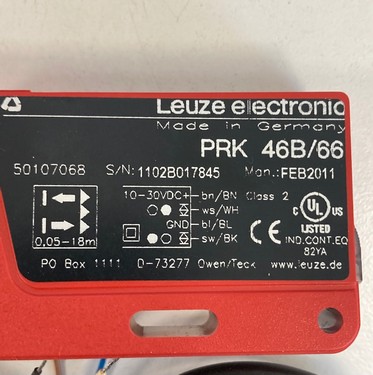 Leuze electronic
Made in Germany
PRK 46B/66
50107068 S/N: 1102B017845 Man.: FEB2011
10-30VDC+ bn/BN Class 2
ws/WH
GND bl/BL
sw/BK
0,05-18m
C UL US
LISTED
IND.CONT.EQ
82YA
CE
PO Box 1111 D-73277 Owen/Teck www.leuze.de